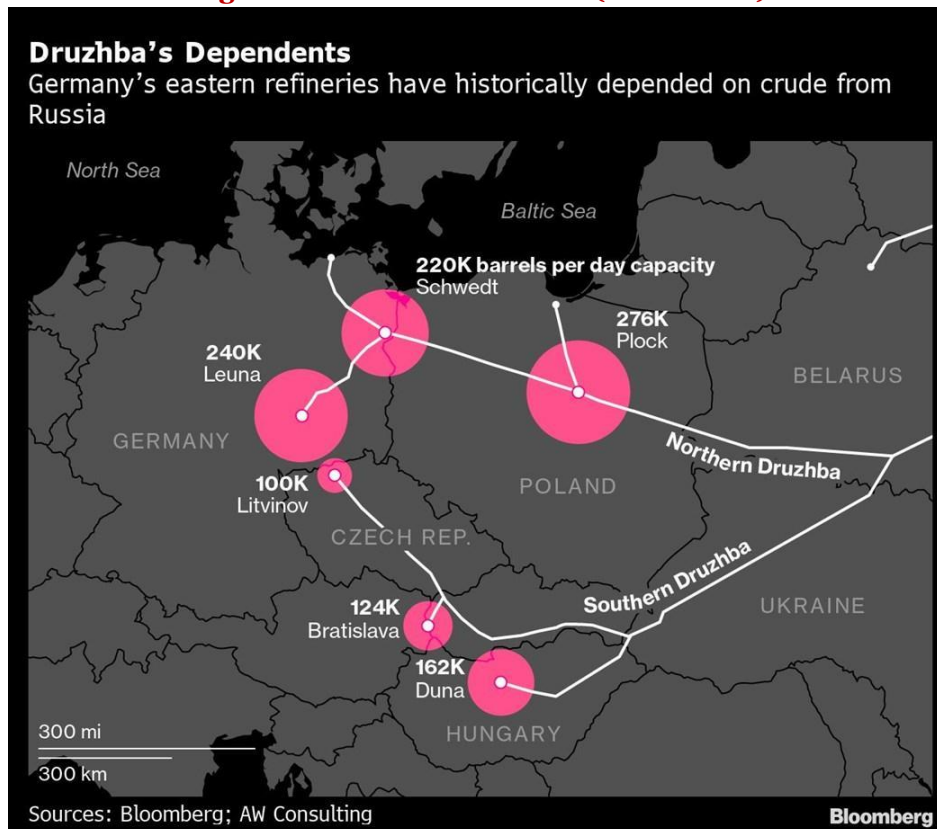 Druzhba's Dependents
Germany's eastern refineries have historically depended on crude from
Russia
North Sea
Baltic Sea
220K barrels per day capacity
Schwedt
276K
Plock
240K
Leuna
BELARUS
GERMANY
Northern Druzhba
100K
Litvinov
POLAND
CZECH REP.
Southern Druzhba
124K
Bratislava
UKRAINE
162K
Duna
HUNGARY
300 mi
300 km
Sources: Bloomberg; AW Consulting
Bloomberg